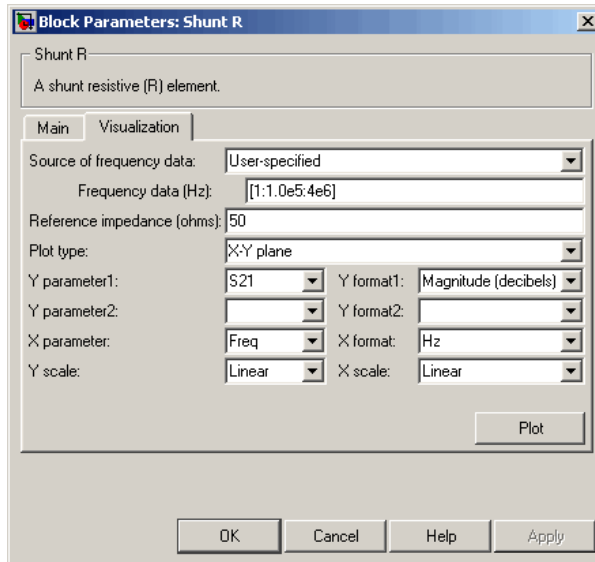 Block Parameters: Shunt R
Shunt R
A shunt resistive (R) element.
Main Visualization
Source of frequency data: User-specified
Frequency data (Hz): [1:1.0e5:4e6]
Reference impedance (ohms): 50
Plot type: X-Y plane
Y parameter1: S21 Y format1: Magnitude (decibels)
Y parameter2: Y format2:
X parameter: Freq X format: Hz
Y scale: Linear X scale: Linear
Plot
OK Cancel Help Apply